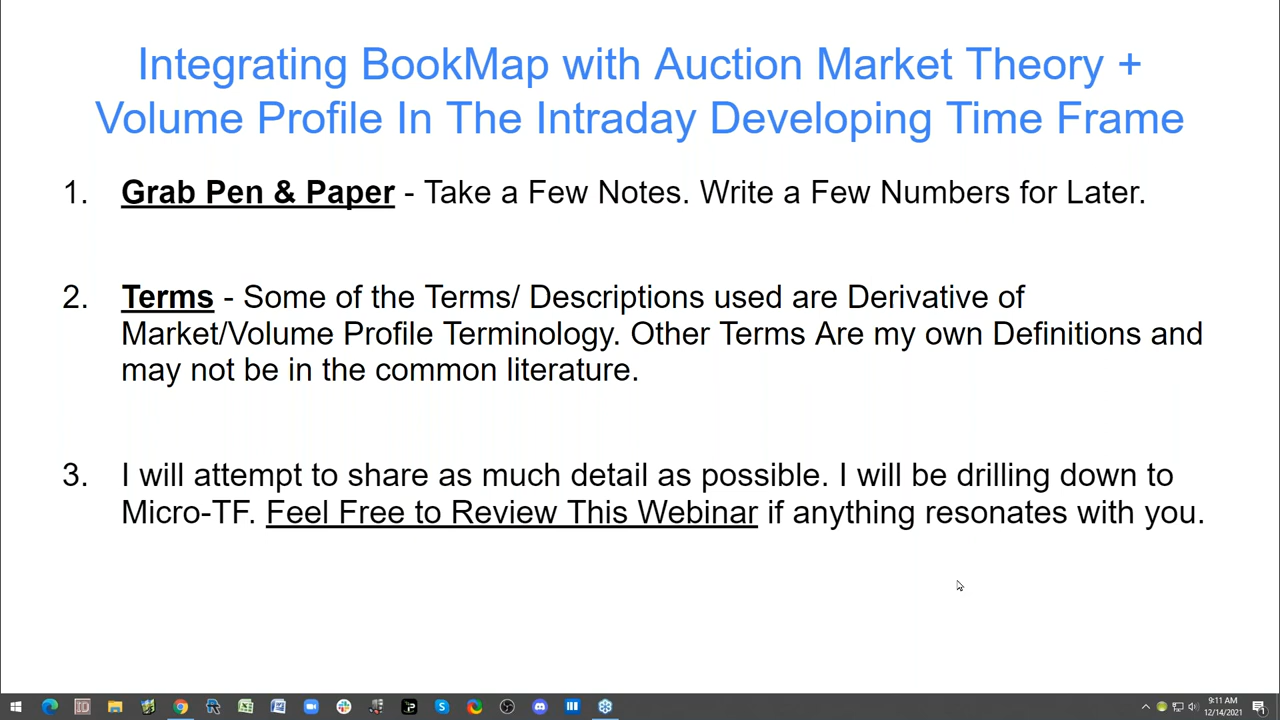 Integrating BookMap with Auction Market Theory +
Volume Profile In The Intraday Developing Time Frame
1. Grab Pen & Paper - Take a Few Notes. Write a Few Numbers for Later.
2. Terms - Some of the Terms/ Descriptions used are Derivative of
Market/Volume Profile Terminology. Other Terms Are my own Definitions and
may not be in the common literature.
3. I will attempt to share as much detail as possible. I will be drilling down to
Micro-TF. Feel Free to Review This Webinar if anything resonates with you.
9:11 AM
12/14/2021